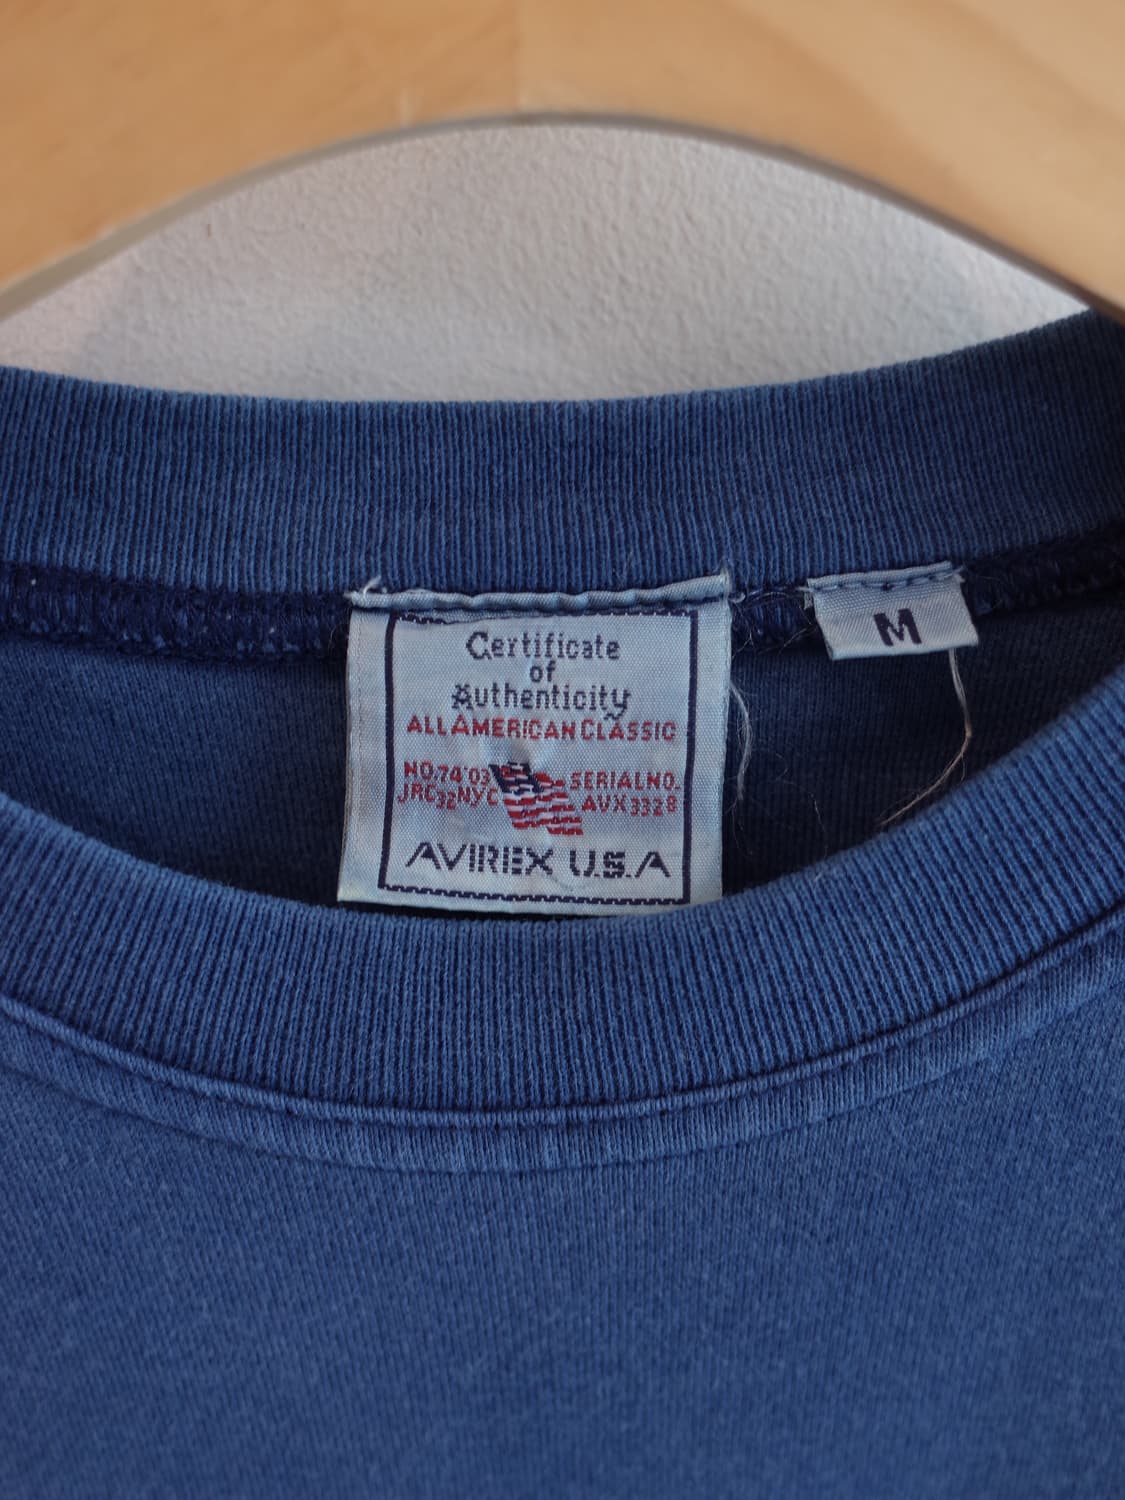 Certificate
of
Authenticity
ALL AMERICAN CLASSIC
NO.74'03 SERIAL NO.
JRC32NYC AVX3328
AVIREX U.S.A
M